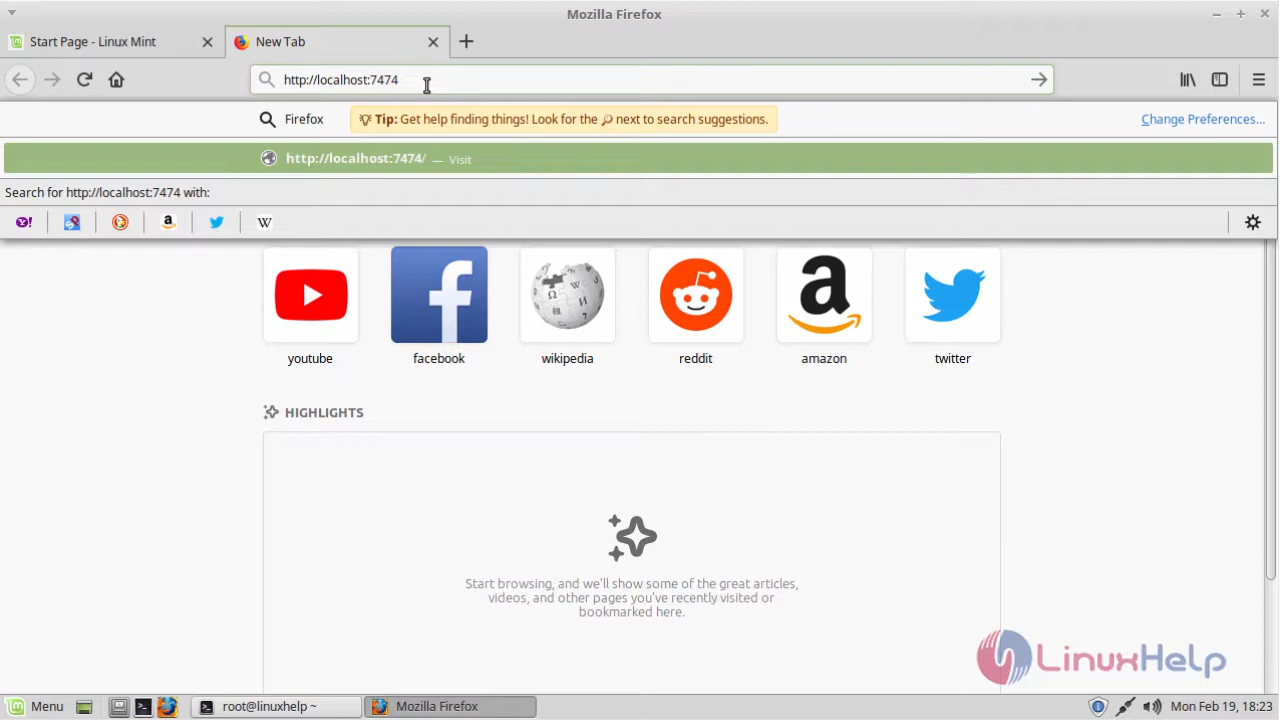 Mozilla Firefox
Start Page - Linux Mint
New Tab
http://localhost:7474
Firefox
Tip: Get help finding things! Look for the next to search suggestions.
Change Preferences...
http://localhost:7474/ — Visit
Search for http://localhost:7474 with:
Y!
a
W
f
a
youtube
facebook
wikipedia
reddit
amazon
twitter
HIGHLIGHTS
Start browsing, and we'll show some of the great articles,
videos, and other pages you've recently visited or
bookmarked here.
LinuxHelp
Menu
root@linuxhelp ~
Mozilla Firefox
Mon Feb 19, 18:23